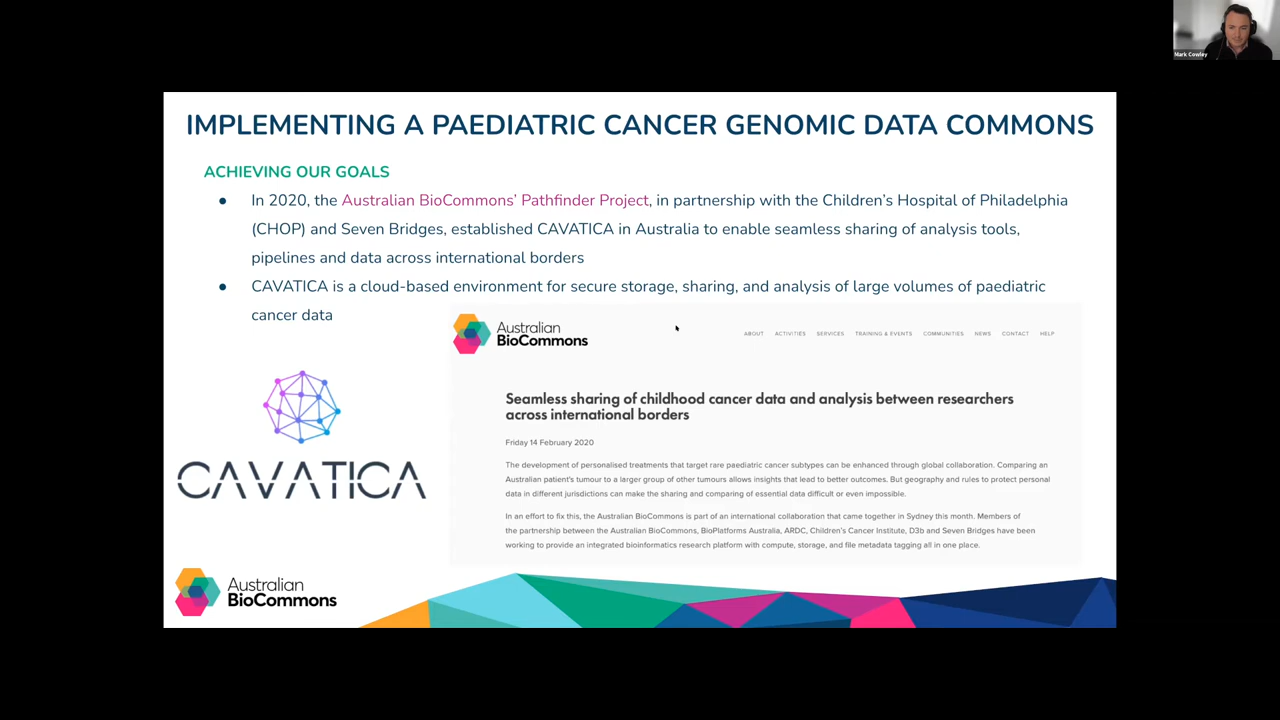 Mark Cowley
IMPLEMENTING A PAEDIATRIC CANCER GENOMIC DATA COMMONS
ACHIEVING OUR GOALS
● In 2020, the Australian BioCommons’ Pathfinder Project, in partnership with the Children’s Hospital of Philadelphia
(CHOP) and Seven Bridges, established CAVATICA in Australia to enable seamless sharing of analysis tools,
pipelines and data across international borders
● CAVATICA is a cloud-based environment for secure storage, sharing, and analysis of large volumes of paediatric
cancer data
Australian
BioCommons
ABOUT ACTIVITIES SERVICES TRAINING & EVENTS COMMUNITIES NEWS CONTACT HELP
Seamless sharing of childhood cancer data and analysis between researchers
across international borders
Friday 14 February 2020
The development of personalised treatments that target rare paediatric cancer subtypes can be enhanced through global collaboration. Comparing an
Australian patient’s tumour to a larger group of other tumours allows insights that lead to better outcomes. But geography and rules to protect personal
data in different jurisdictions can make the sharing and comparing of essential data difficult or even impossible.
In an effort to fix this, the Australian BioCommons is part of an international collaboration that came together in Sydney this month. Members of
the partnership between the Australian BioCommons, BioPlatforms Australia, ARDC, Children’s Cancer Institute, D3b and Seven Bridges have been
working to provide an integrated bioinformatics research platform with compute, storage, and file metadata tagging all in one place.
CAVATICA
Australian
BioCommons